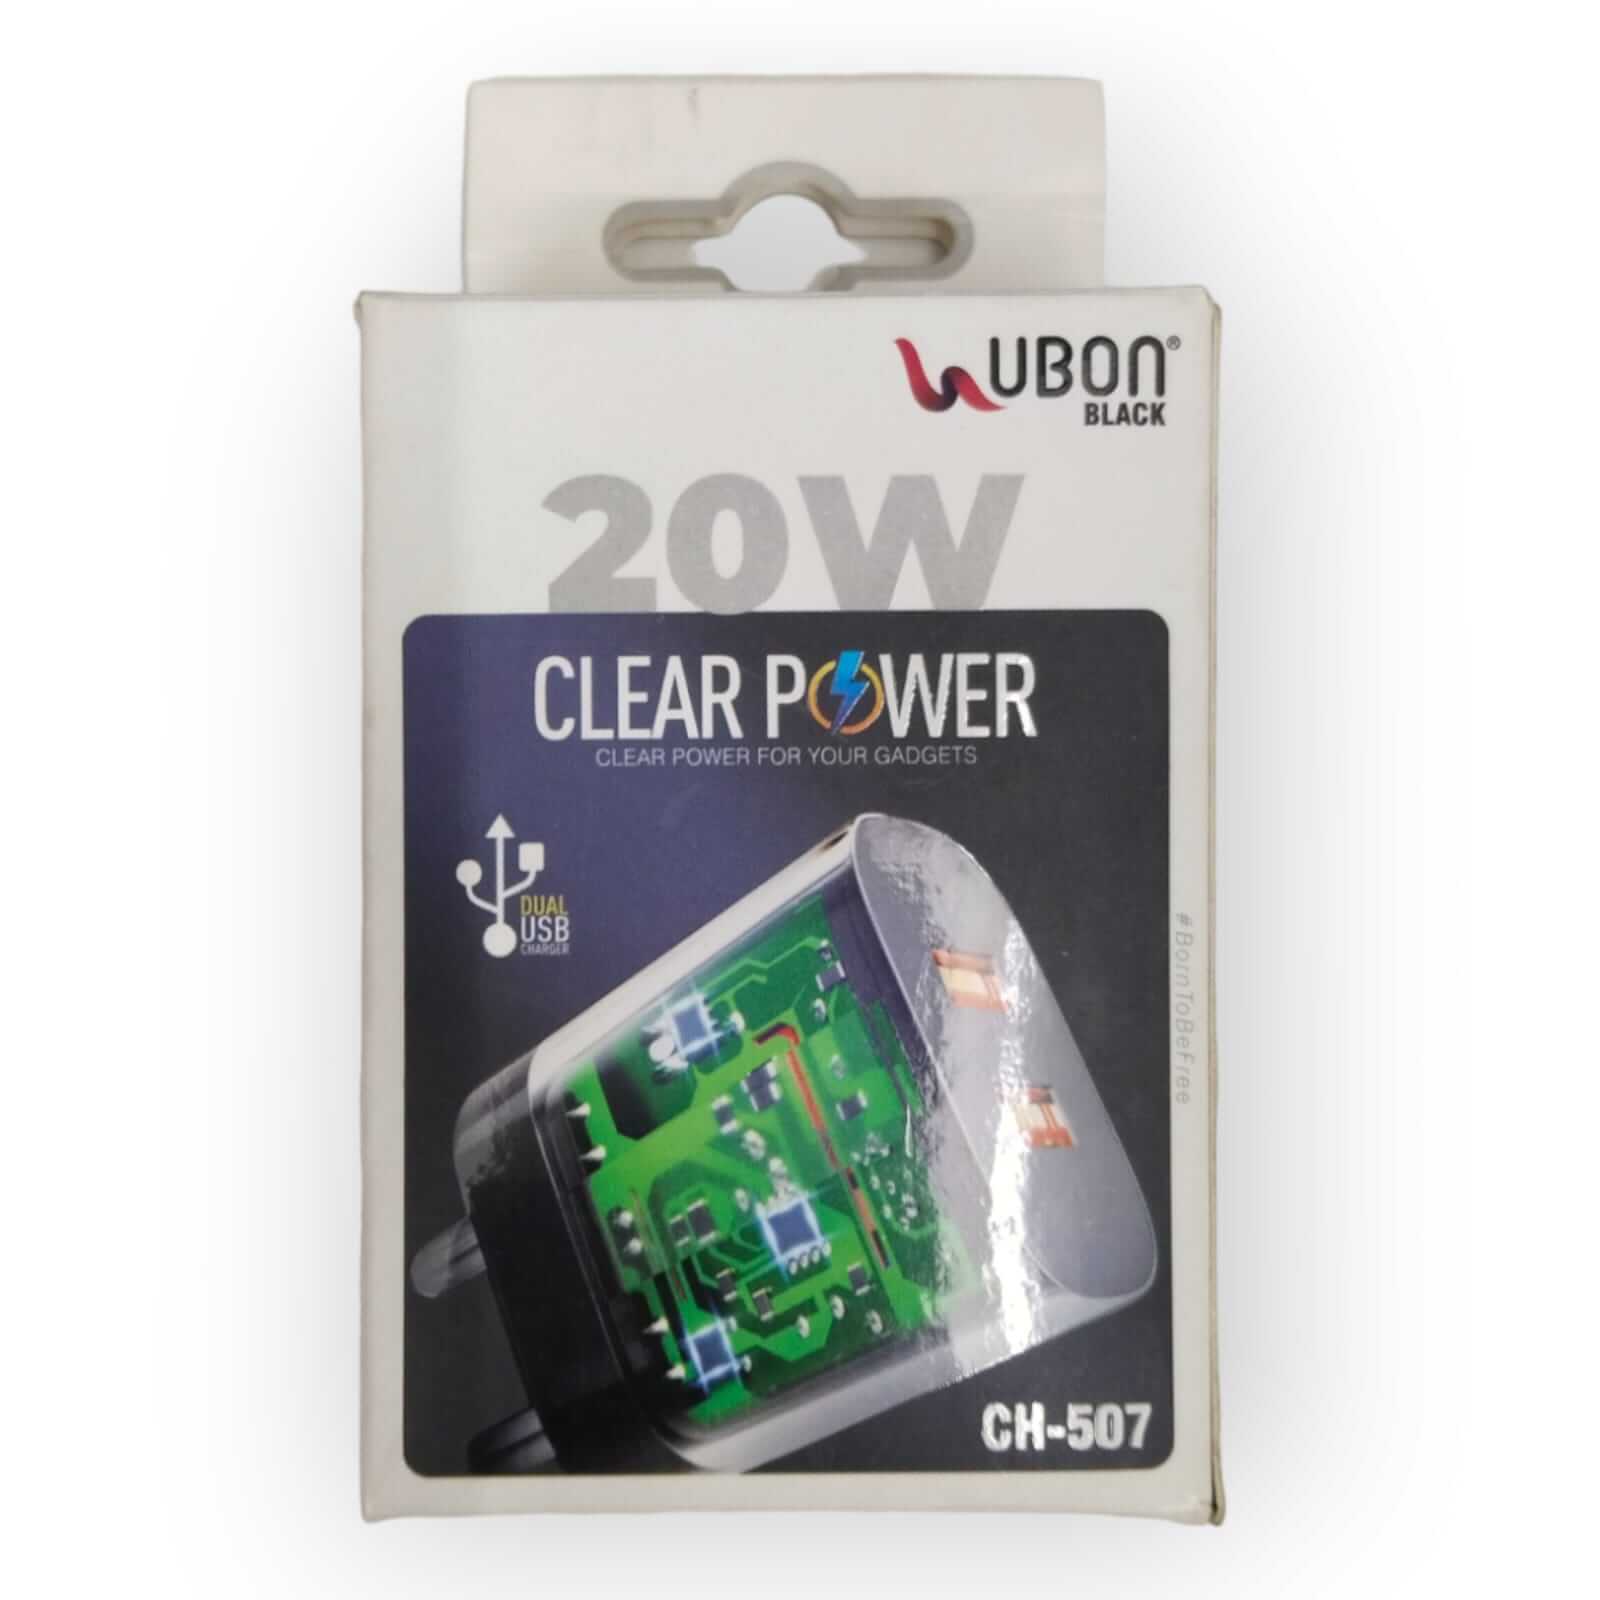 UBON®
BLACK
20W
CLEAR POWER
CLEAR POWER FOR YOUR GADGETS
DUAL
USB
CHARGER
#BornToBeFree
CH-507